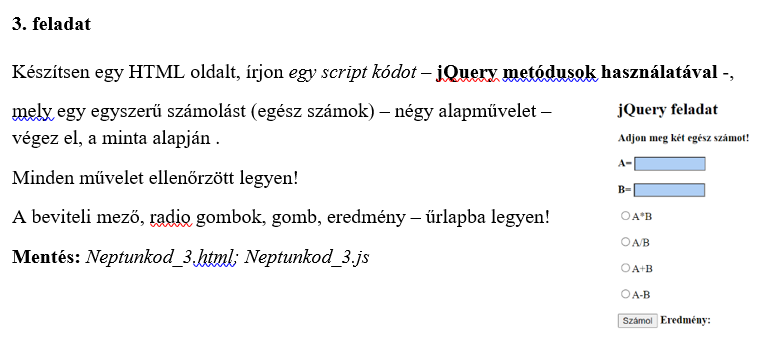 3. feladat
Készítsen egy HTML oldalt, írjon egy script kódot – jQuery metódusok használatával -,
mely egy egyszerű számolást (egész számok) – négy alapművelet –
végez el, a minta alapján .
Minden művelet ellenőrzött legyen!
A beviteli mező, radio gombok, gomb, eredmény – űrlapba legyen!
Mentés: Neptunkod_3.html; Neptunkod_3.js
jQuery feladat
Adjon meg két egész számot!
A=
B=
A*B
A/B
A+B
A-B
Számol Eredmény: